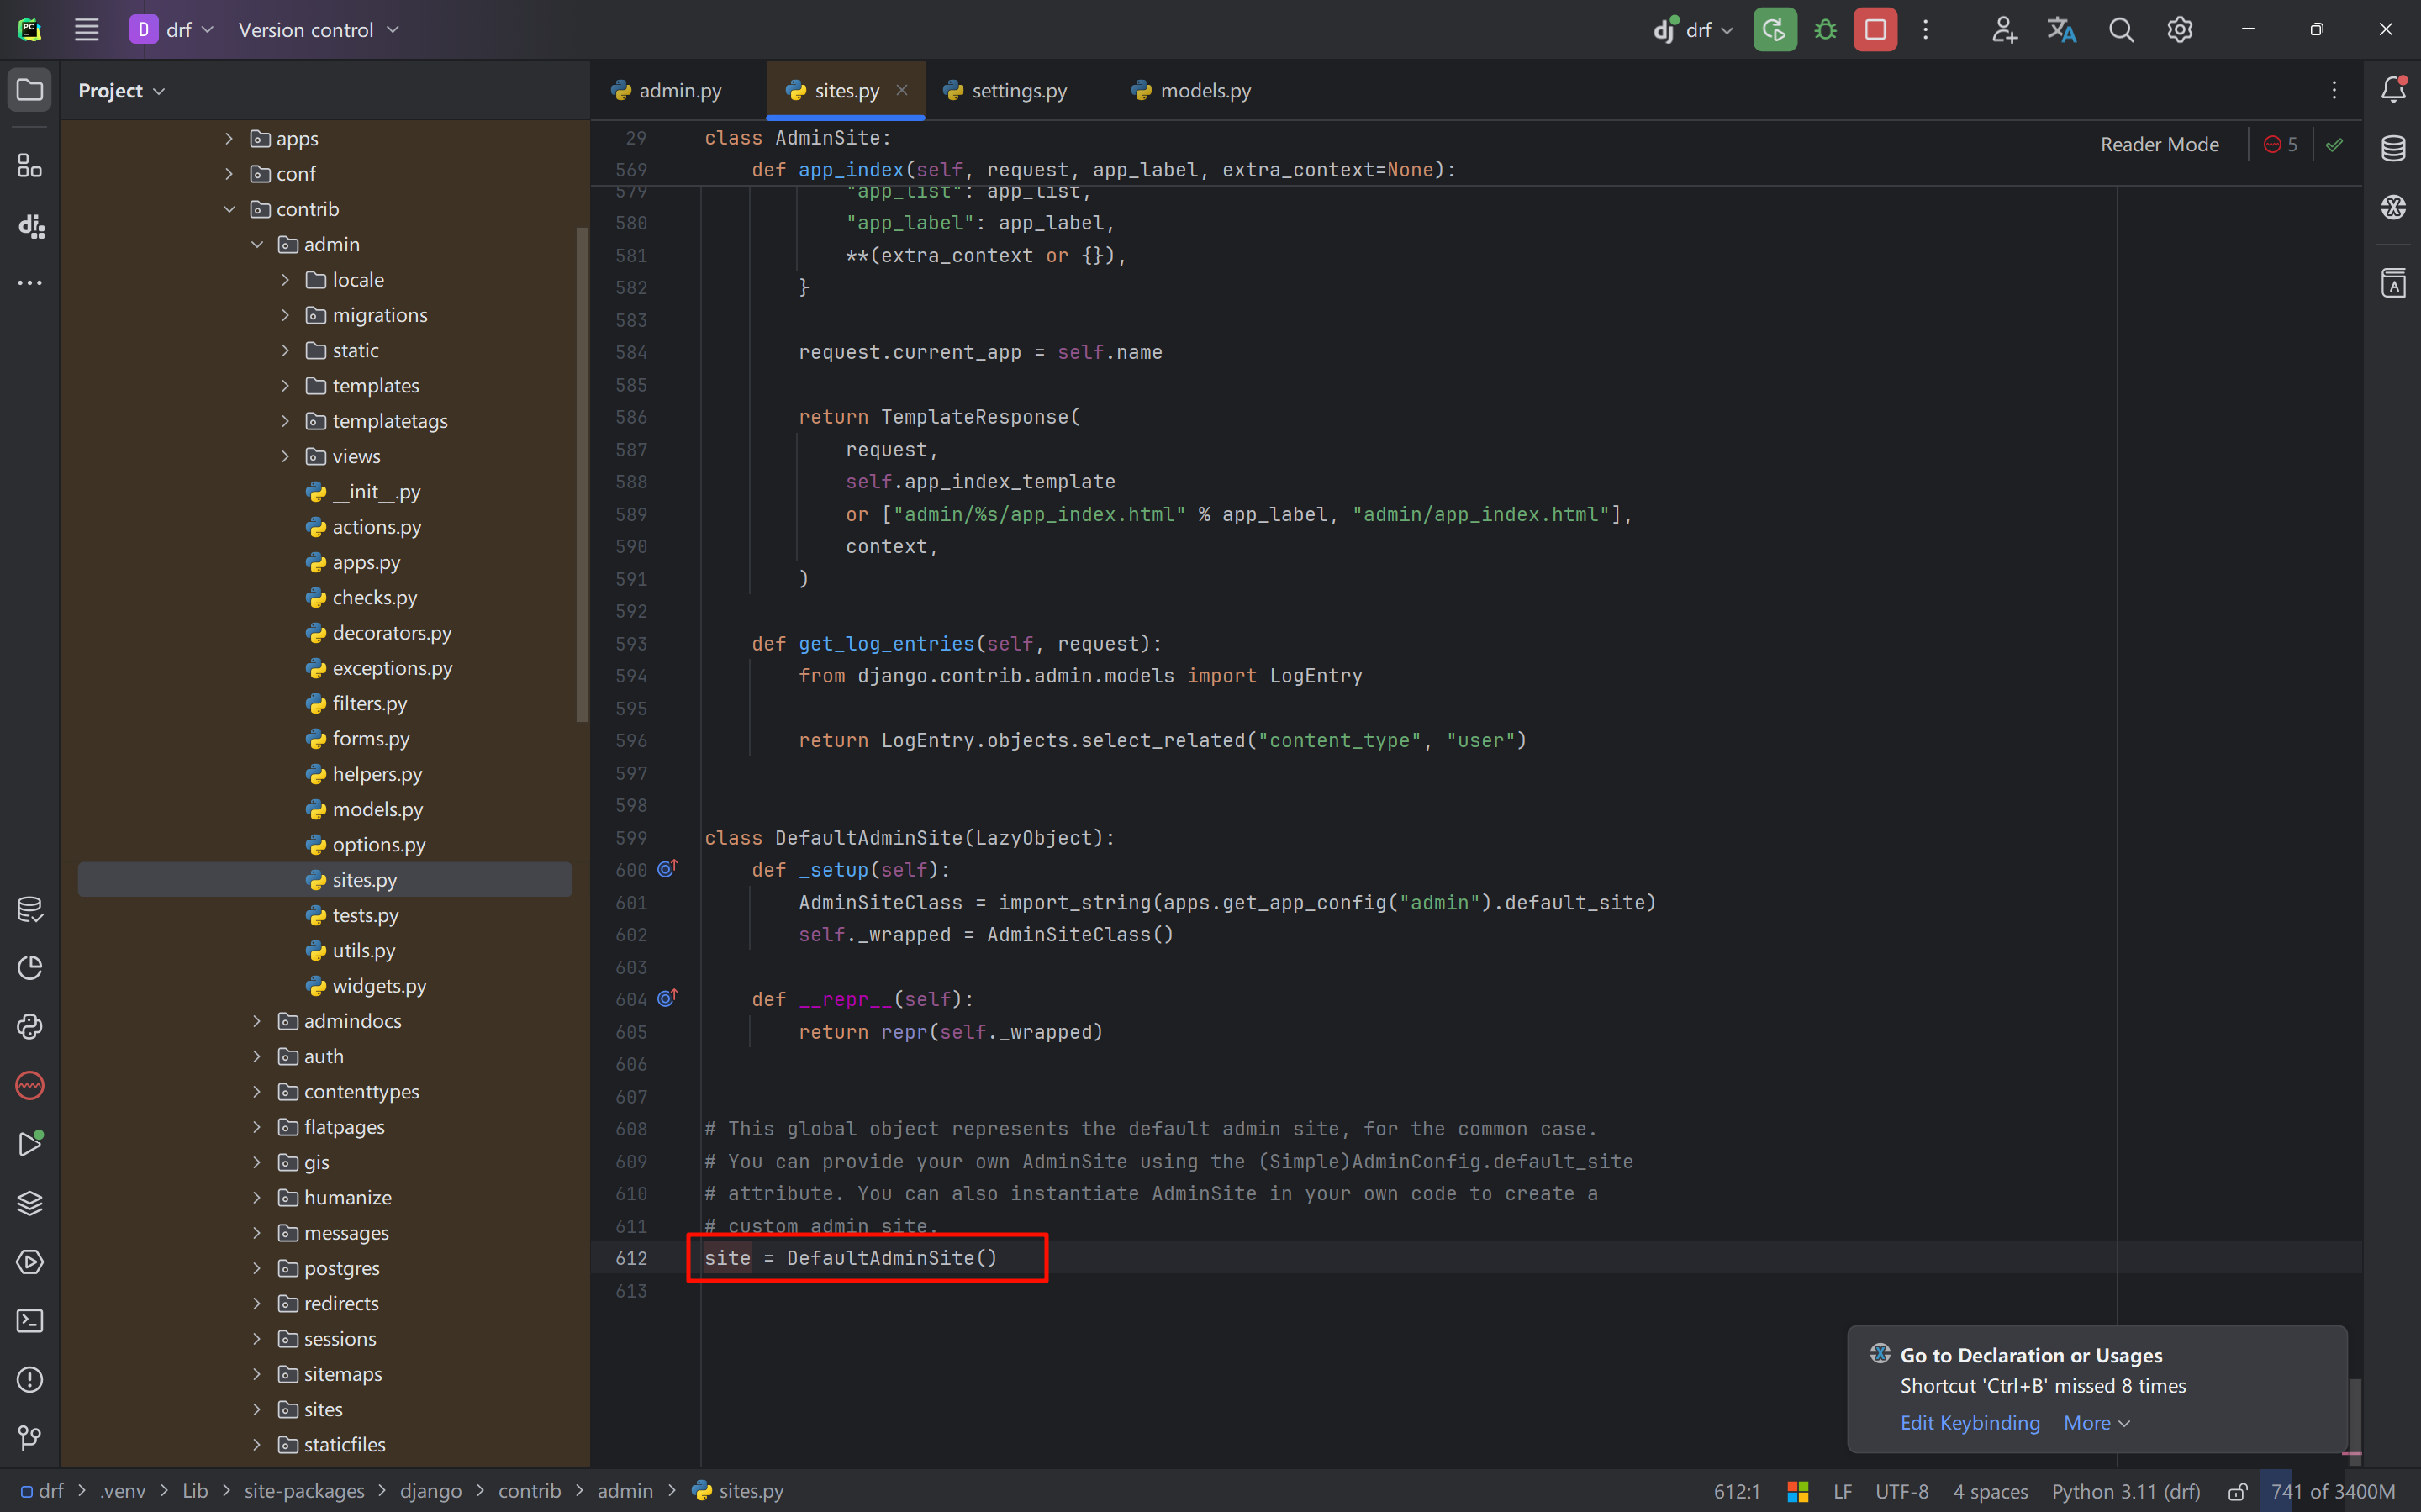 D drf Version control
dj drf
Project
admin.py sites.py settings.py models.py
Reader Mode 5
apps
conf
contrib
admin
locale
migrations
static
templates
templatetags
views
__init__.py
actions.py
apps.py
checks.py
decorators.py
exceptions.py
filters.py
forms.py
helpers.py
models.py
options.py
sites.py
tests.py
utils.py
widgets.py
admindocs
auth
contenttypes
flatpages
gis
humanize
messages
postgres
redirects
sessions
sitemaps
sites
staticfiles
29 class AdminSite:
569 def app_index(self, request, app_label, extra_context=None):
579 "app_list": app_list,
580 "app_label": app_label,
581 **(extra_context or {}),
582 }
583
584 request.current_app = self.name
585
586 return TemplateResponse(
587 request,
588 self.app_index_template
589 or ["admin/%s/app_index.html" % app_label, "admin/app_index.html"],
590 context,
591 )
592
593 def get_log_entries(self, request):
594 from django.contrib.admin.models import LogEntry
595
596 return LogEntry.objects.select_related("content_type", "user")
597
598
599 class DefaultAdminSite(LazyObject):
600 def _setup(self):
601 AdminSiteClass = import_string(apps.get_app_config("admin").default_site)
602 self._wrapped = AdminSiteClass()
603
604 def __repr__(self):
605 return repr(self._wrapped)
606
607
608 # This global object represents the default admin site, for the common case.
609 # You can provide your own AdminSite using the (Simple)AdminConfig.default_site
610 # attribute. You can also instantiate AdminSite in your own code to create a
611 # custom admin site.
612 site = DefaultAdminSite()
613
Go to Declaration or Usages
Shortcut 'Ctrl+B' missed 8 times
Edit Keybinding More
drf > .venv > Lib > site-packages > django > contrib > admin > sites.py
612:1 LF UTF-8 4 spaces Python 3.11 (drf) 741 of 3400M